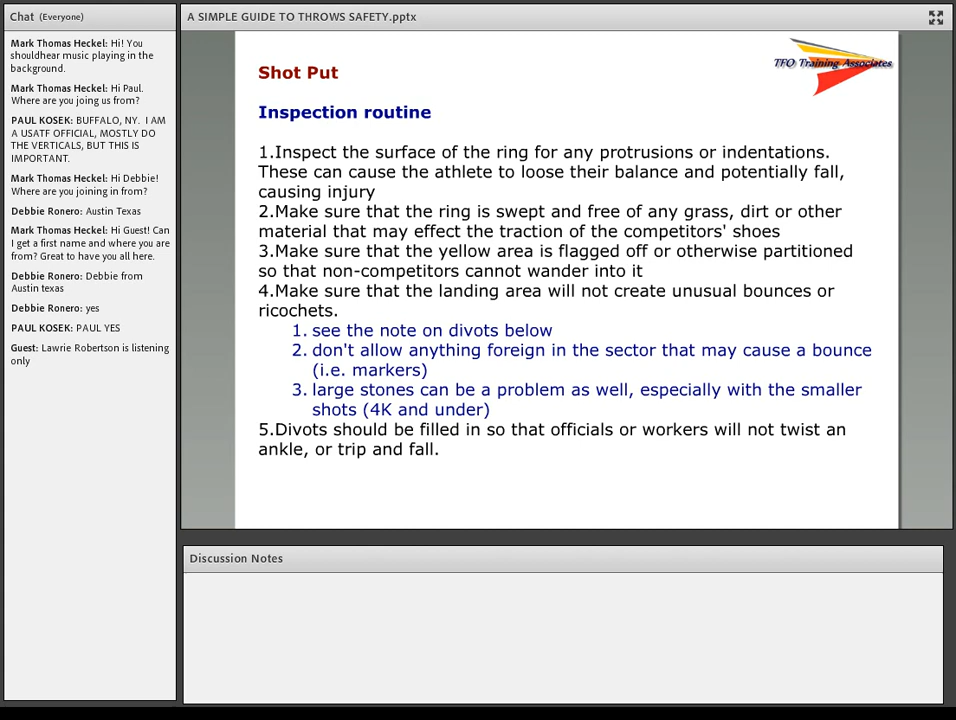 Chat (Everyone)
Mark Thomas Heckel: Hi! You
shouldhear music playing in the
background.
Mark Thomas Heckel: Hi Paul.
Where are you joing us from?
PAUL KOSEK: BUFFALO, NY.  I AM
A USATF OFFICIAL, MOSTLY DO
THE VERTICALS, BUT THIS IS
IMPORTANT.
Mark Thomas Heckel: Hi Debbie!
Where are you joining in from?
Debbie Ronero: Austin Texas
Mark Thomas Heckel: Hi Guest! Can
I get a first name and where you are
from? Great to have you all here.
Debbie Ronero: Debbie from
Austin texas
Debbie Ronero: yes
PAUL KOSEK: PAUL YES
Guest: Lawrie Robertson is listening
only
A SIMPLE GUIDE TO THROWS SAFETY.pptx
TFO Training Associates
Shot Put
Inspection routine
1.Inspect the surface of the ring for any protrusions or indentations.
These can cause the athlete to loose their balance and potentially fall,
causing injury
2.Make sure that the ring is swept and free of any grass, dirt or other
material that may effect the traction of the competitors' shoes
3.Make sure that the yellow area is flagged off or otherwise partitioned
so that non-competitors cannot wander into it
4.Make sure that the landing area will not create unusual bounces or
ricochets.
1. see the note on divots below
2. don't allow anything foreign in the sector that may cause a bounce
(i.e. markers)
3. large stones can be a problem as well, especially with the smaller
shots (4K and under)
5.Divots should be filled in so that officials or workers will not twist an
ankle, or trip and fall.
Discussion Notes